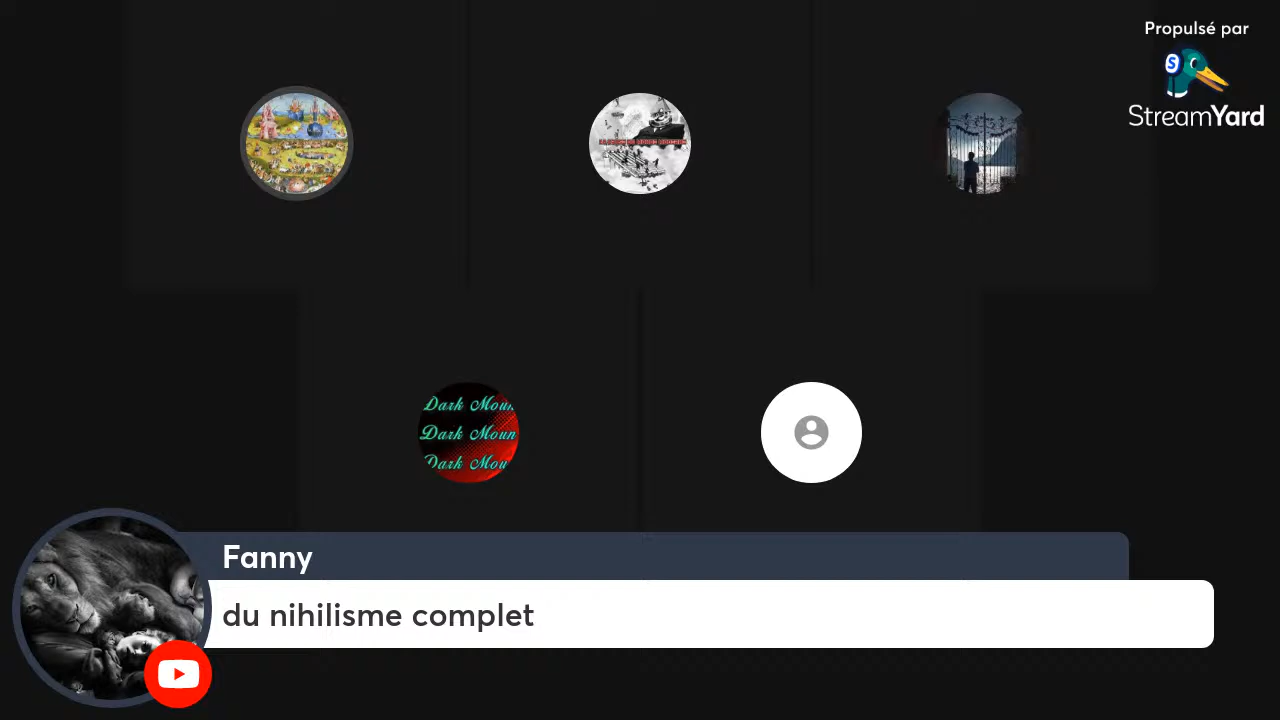 Propulsé par
StreamYard
Dark Moun
Dark Moun
Dark Mou
Fanny
du nihilisme complet